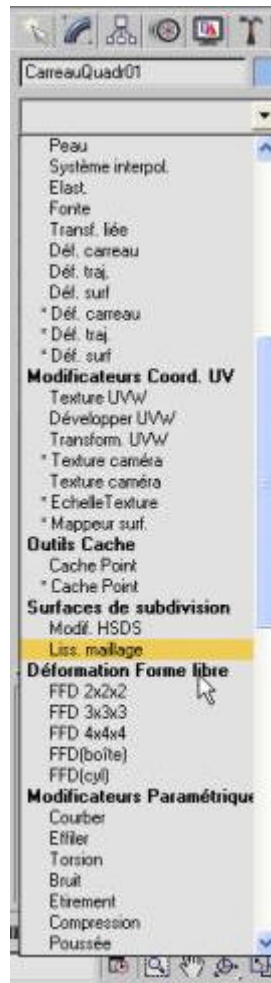 CarreauQuadr01
Peau
Système interpol.
Elast.
Fonte
Transf. liée
Déf. carreau
Déf. traj.
Déf. surf
* Déf. carreau
* Déf. traj
* Déf. surf
Modificateurs Coord. UV
Texture UVW
Développer UVW
Transform. UVW
* Texture caméra
Texture caméra
* EchelleTexture
* Mappeur surf.
Outils Cache
Cache Point
* Cache Point
Surfaces de subdivision
Modif. HSDS
Liss. maillage
Déformation Forme libre
FFD 2x2x2
FFD 3x3x3
FFD 4x4x4
FFD(boîte)
FFD(cyl)
Modificateurs Paramétrique
Courber
Effiler
Torsion
Bruit
Etirement
Compression
Poussée